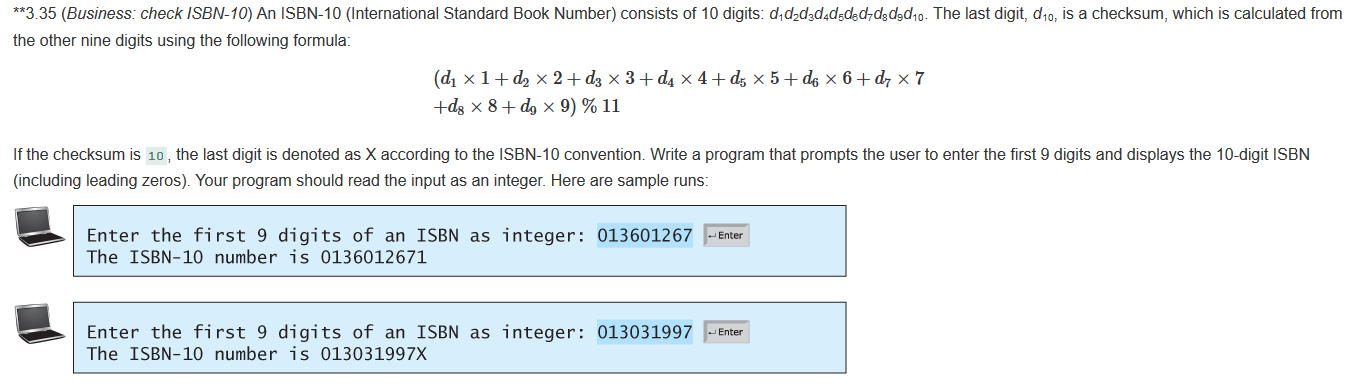 **3.35 (Business: check ISBN-10) An ISBN-10 (International Standard Book Number) consists of 10 digits: d₁d₂d₃d₄d₅d₆d₇d₈d₉d₁₀. The last digit, d₁₀, is a checksum, which is calculated from
the other nine digits using the following formula:
(d₁ × 1 + d₂ × 2 + d₃ × 3 + d₄ × 4 + d₅ × 5 + d₆ × 6 + d₇ × 7
+d₈ × 8 + d₉ × 9) % 11
If the checksum is 10, the last digit is denoted as X according to the ISBN-10 convention. Write a program that prompts the user to enter the first 9 digits and displays the 10-digit ISBN
(including leading zeros). Your program should read the input as an integer. Here are sample runs:
Enter the first 9 digits of an ISBN as integer: 013601267 ↵Enter
The ISBN-10 number is 0136012671
Enter the first 9 digits of an ISBN as integer: 013031997 ↵Enter
The ISBN-10 number is 013031997X